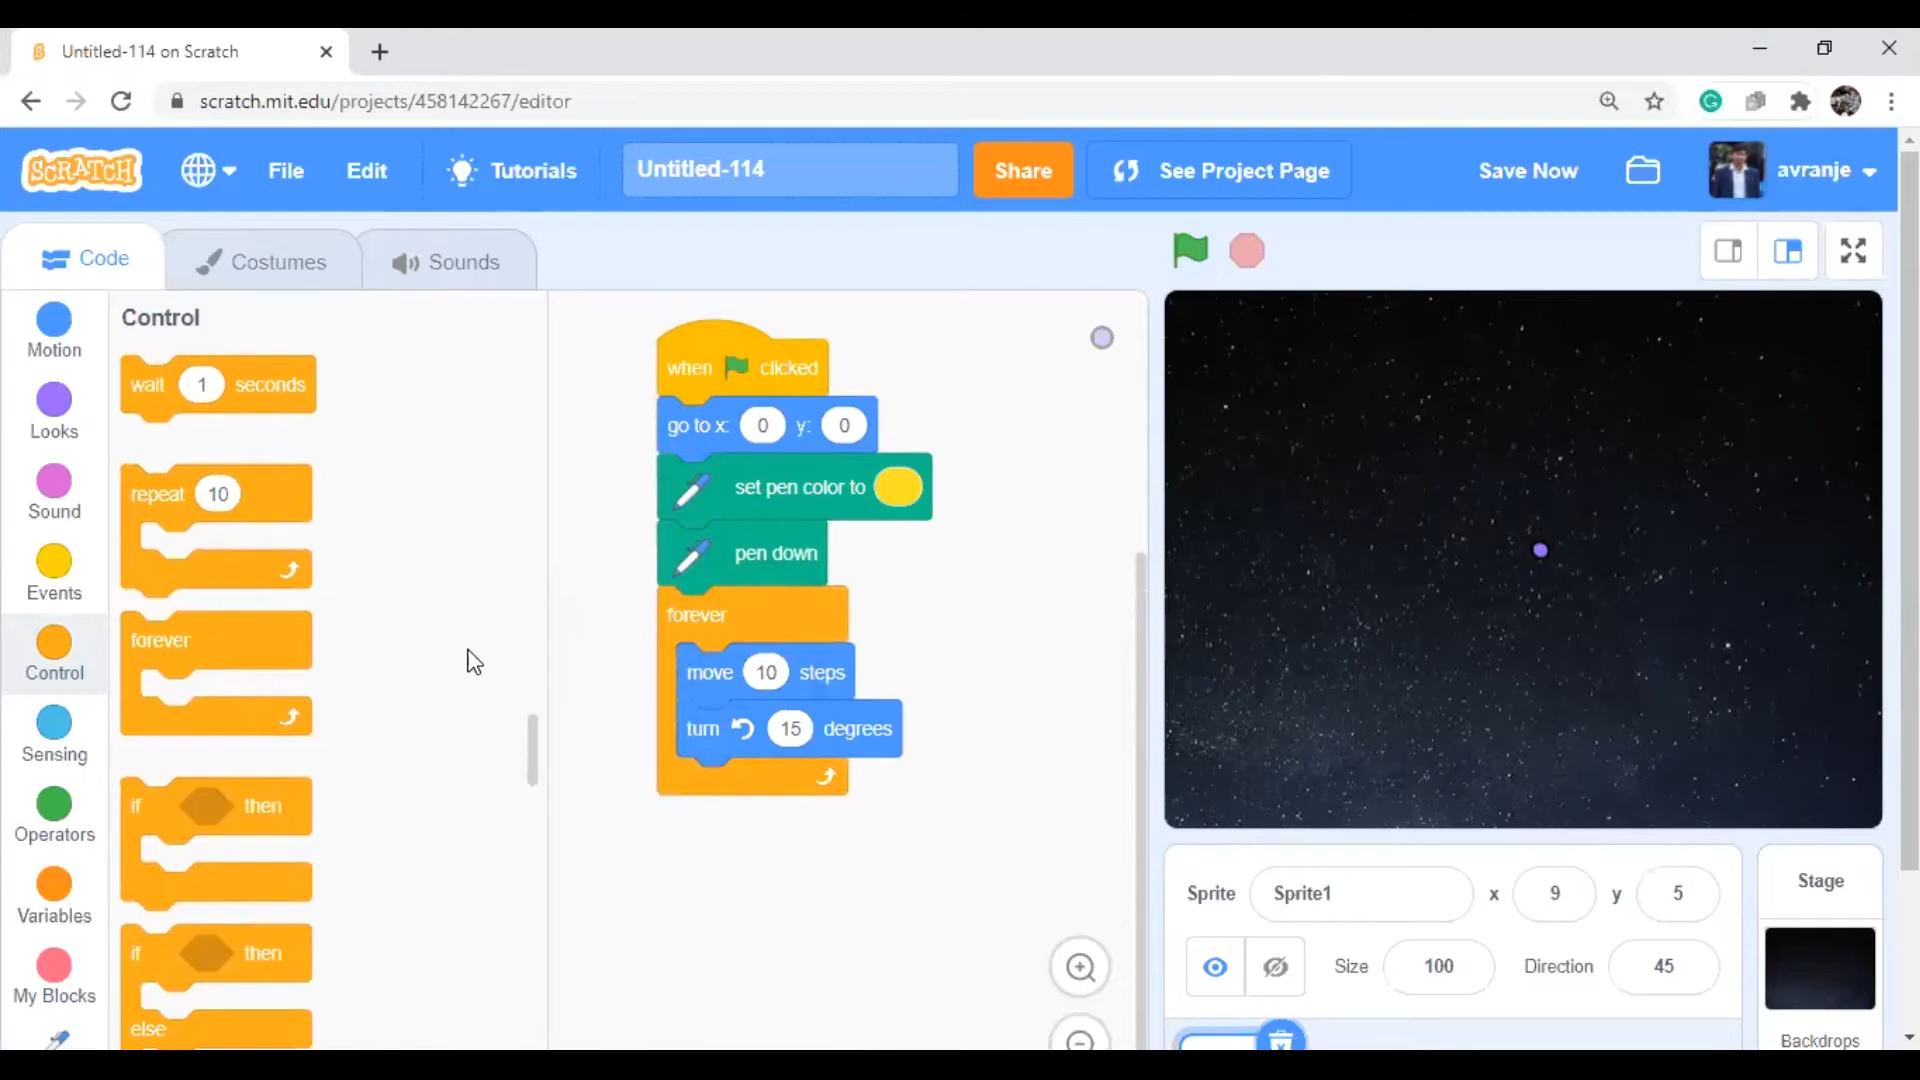 Untitled-114 on Scratch
scratch.mit.edu/projects/458142267/editor
SCRATCH
File
Edit
Tutorials
Untitled-114
Share
See Project Page
Save Now
avranje
Code
Costumes
Sounds
Motion
Looks
Sound
Events
Control
Sensing
Operators
Variables
My Blocks
Control
wait 1 seconds
repeat 10
forever
if then
if then
else
when clicked
go to x: 0 y: 0
set pen color to
pen down
forever
move 10 steps
turn 15 degrees
Sprite Sprite1 x 9 y 5
Size 100 Direction 45
Stage
Backdrops